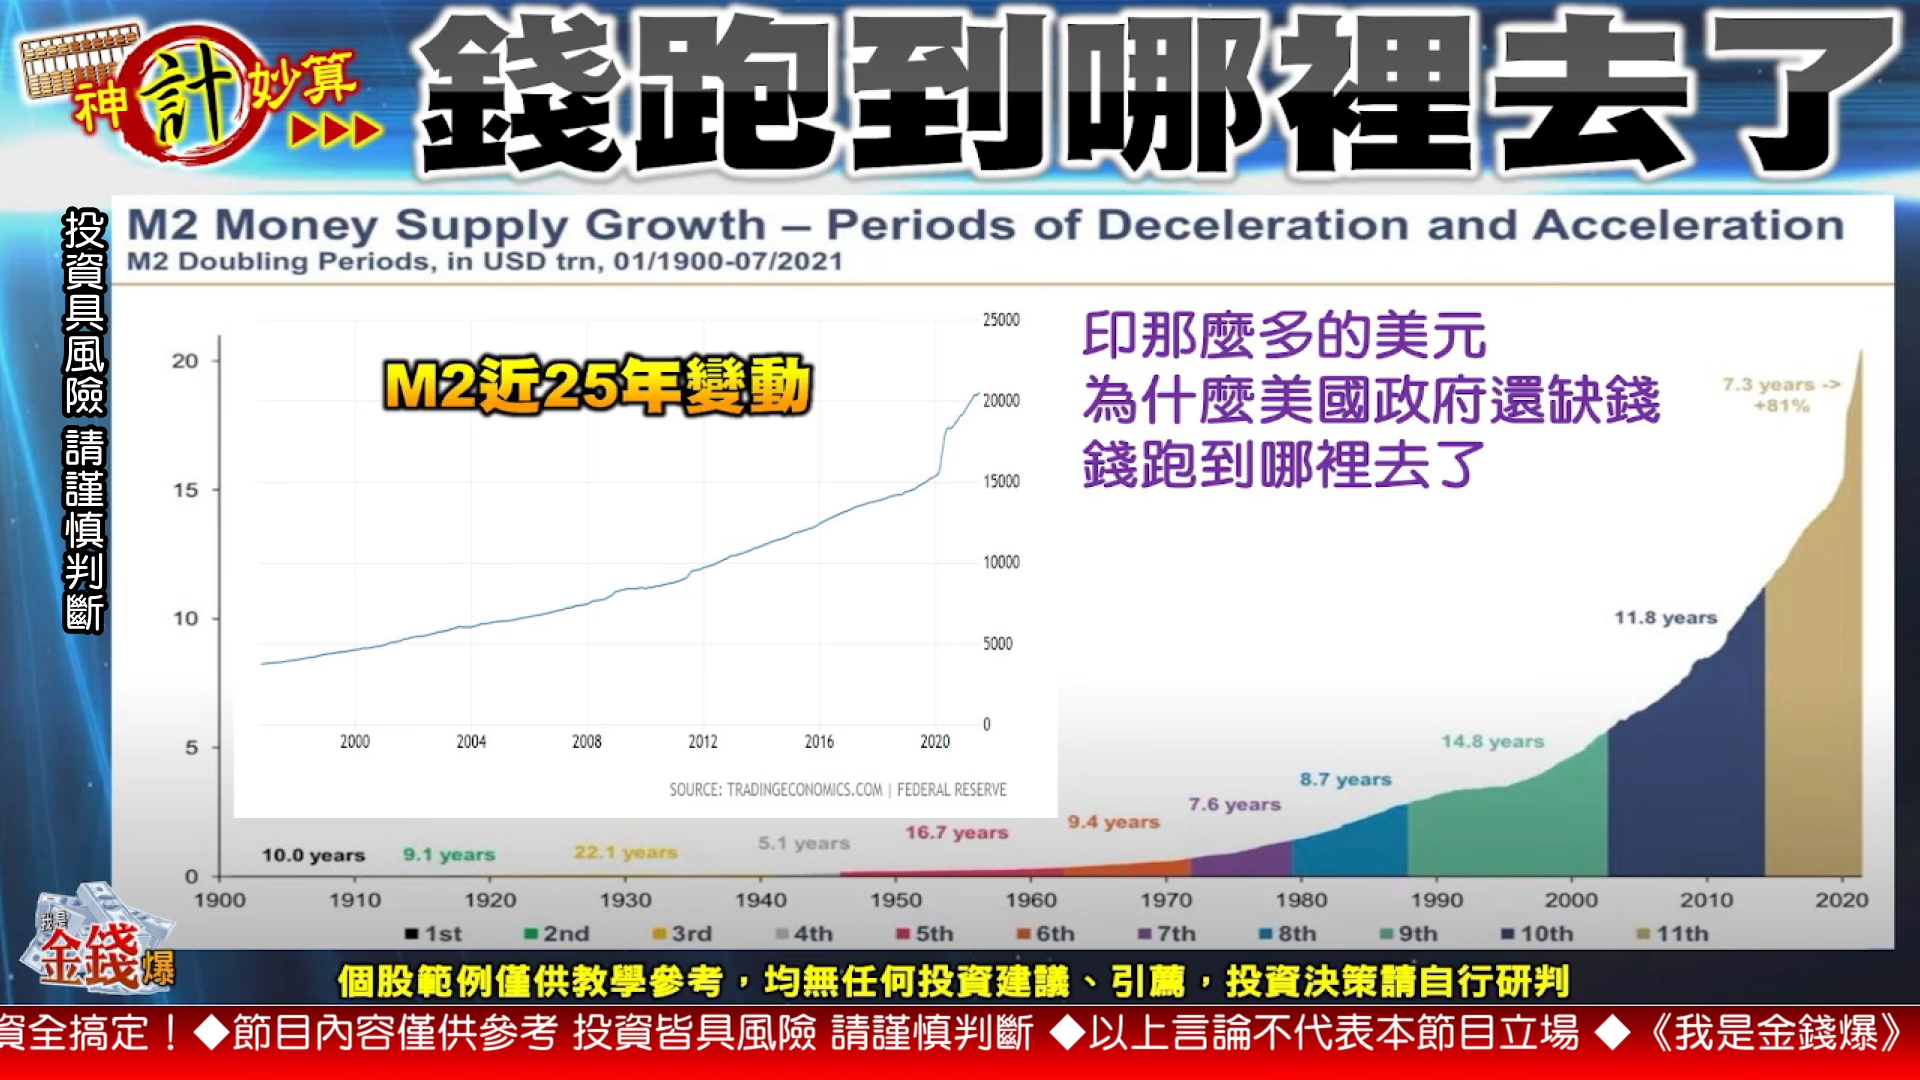 神計妙算
錢跑到哪裡去了
投資具風險 請謹慎判斷
M2 Money Supply Growth – Periods of Deceleration and Acceleration
M2 Doubling Periods, in USD trn, 01/1900-07/2021
M2近25年變動
印那麼多的美元
為什麼美國政府還缺錢
錢跑到哪裡去了
25000
20000
15000
10000
5000
0
2000 2004 2008 2012 2016 2020
SOURCE: TRADINGECONOMICS.COM | FEDERAL RESERVE
20
15
10
5
0
7.3 years ->
+81%
11.8 years
14.8 years
8.7 years
7.6 years
9.4 years
16.7 years
5.1 years
22.1 years
9.1 years
10.0 years
1900 1910 1920 1930 1940 1950 1960 1970 1980 1990 2000 2010 2020
1st 2nd 3rd 4th 5th 6th 7th 8th 9th 10th 11th
我是
金錢爆
個股範例僅供教學參考，均無任何投資建議、引薦，投資決策請自行研判
資全搞定！◆節目內容僅供參考 投資皆具風險 請謹慎判斷 ◆以上言論不代表本節目立場 ◆《我是金錢爆》